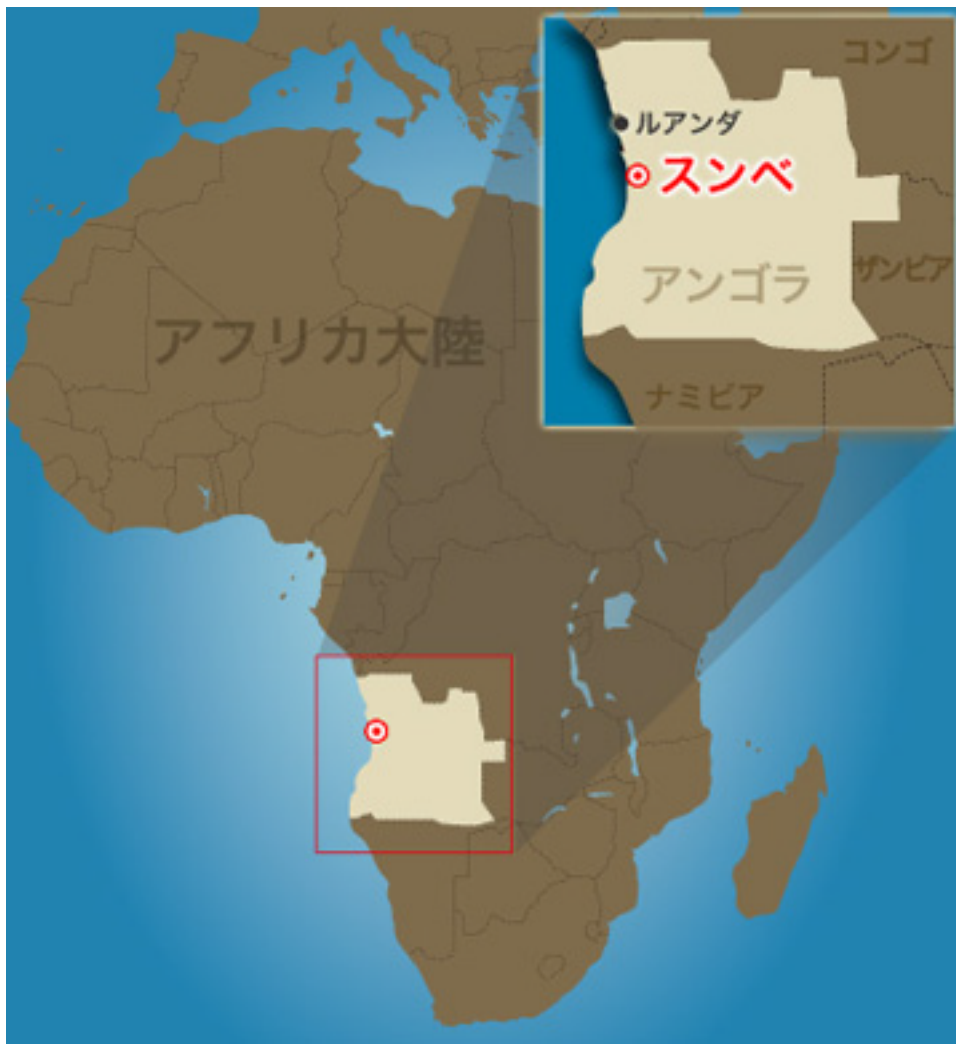 コンゴ
ルアンダ
スンベ
アンゴラ
ザンビア
ナミビア
アフリカ大陸